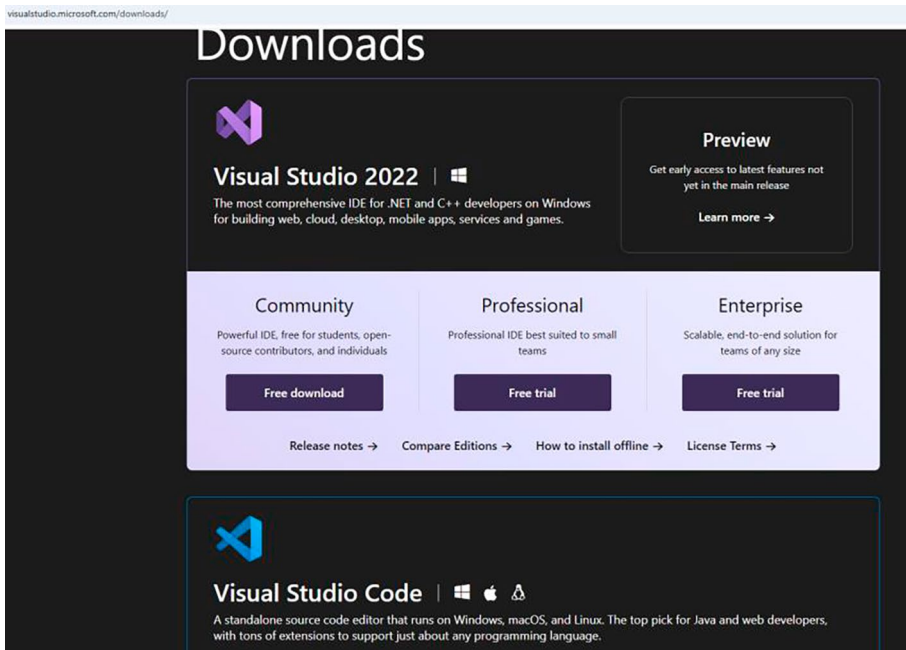 visualstudio.microsoft.com/downloads/
Downloads
Visual Studio 2022
The most comprehensive IDE for .NET and C++ developers on Windows
for building web, cloud, desktop, mobile apps, services and games.
Preview
Get early access to latest features not
yet in the main release
Learn more →
Community
Powerful IDE, free for students, open-
source contributors, and individuals
Free download
Professional
Professional IDE best suited to small
teams
Free trial
Enterprise
Scalable, end-to-end solution for
teams of any size
Free trial
Release notes → Compare Editions → How to install offline → License Terms →
Visual Studio Code
A standalone source code editor that runs on Windows, macOS, and Linux. The top pick for Java and web developers,
with tons of extensions to support just about any programming language.